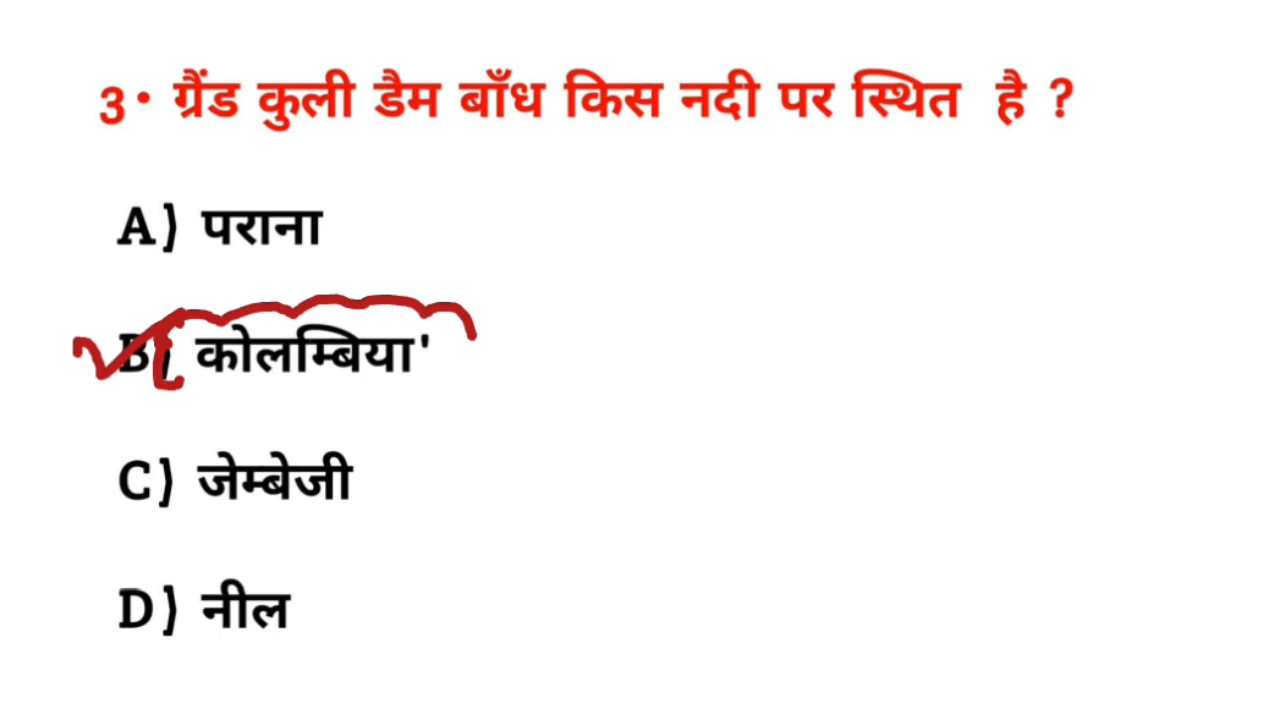 3• ग्रैंड कुली डैम बाँध किस नदी पर स्थित है ?
A) पराना
B) कोलम्बिया'
C) जेम्बेजी
D) नील